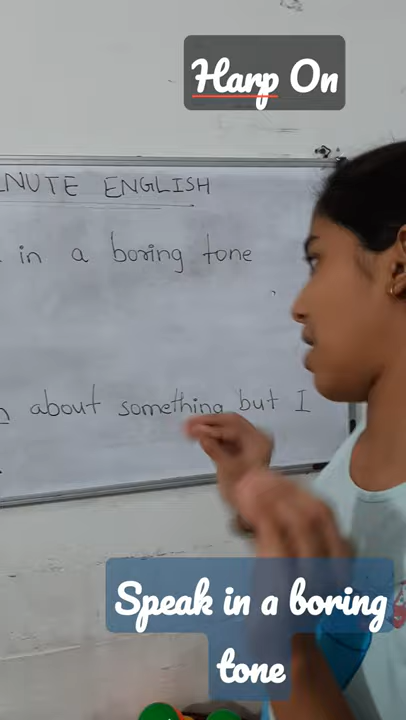 Harp On
NUTE ENGLISH
in a boring tone
about something but I
Speak in a boring
tone